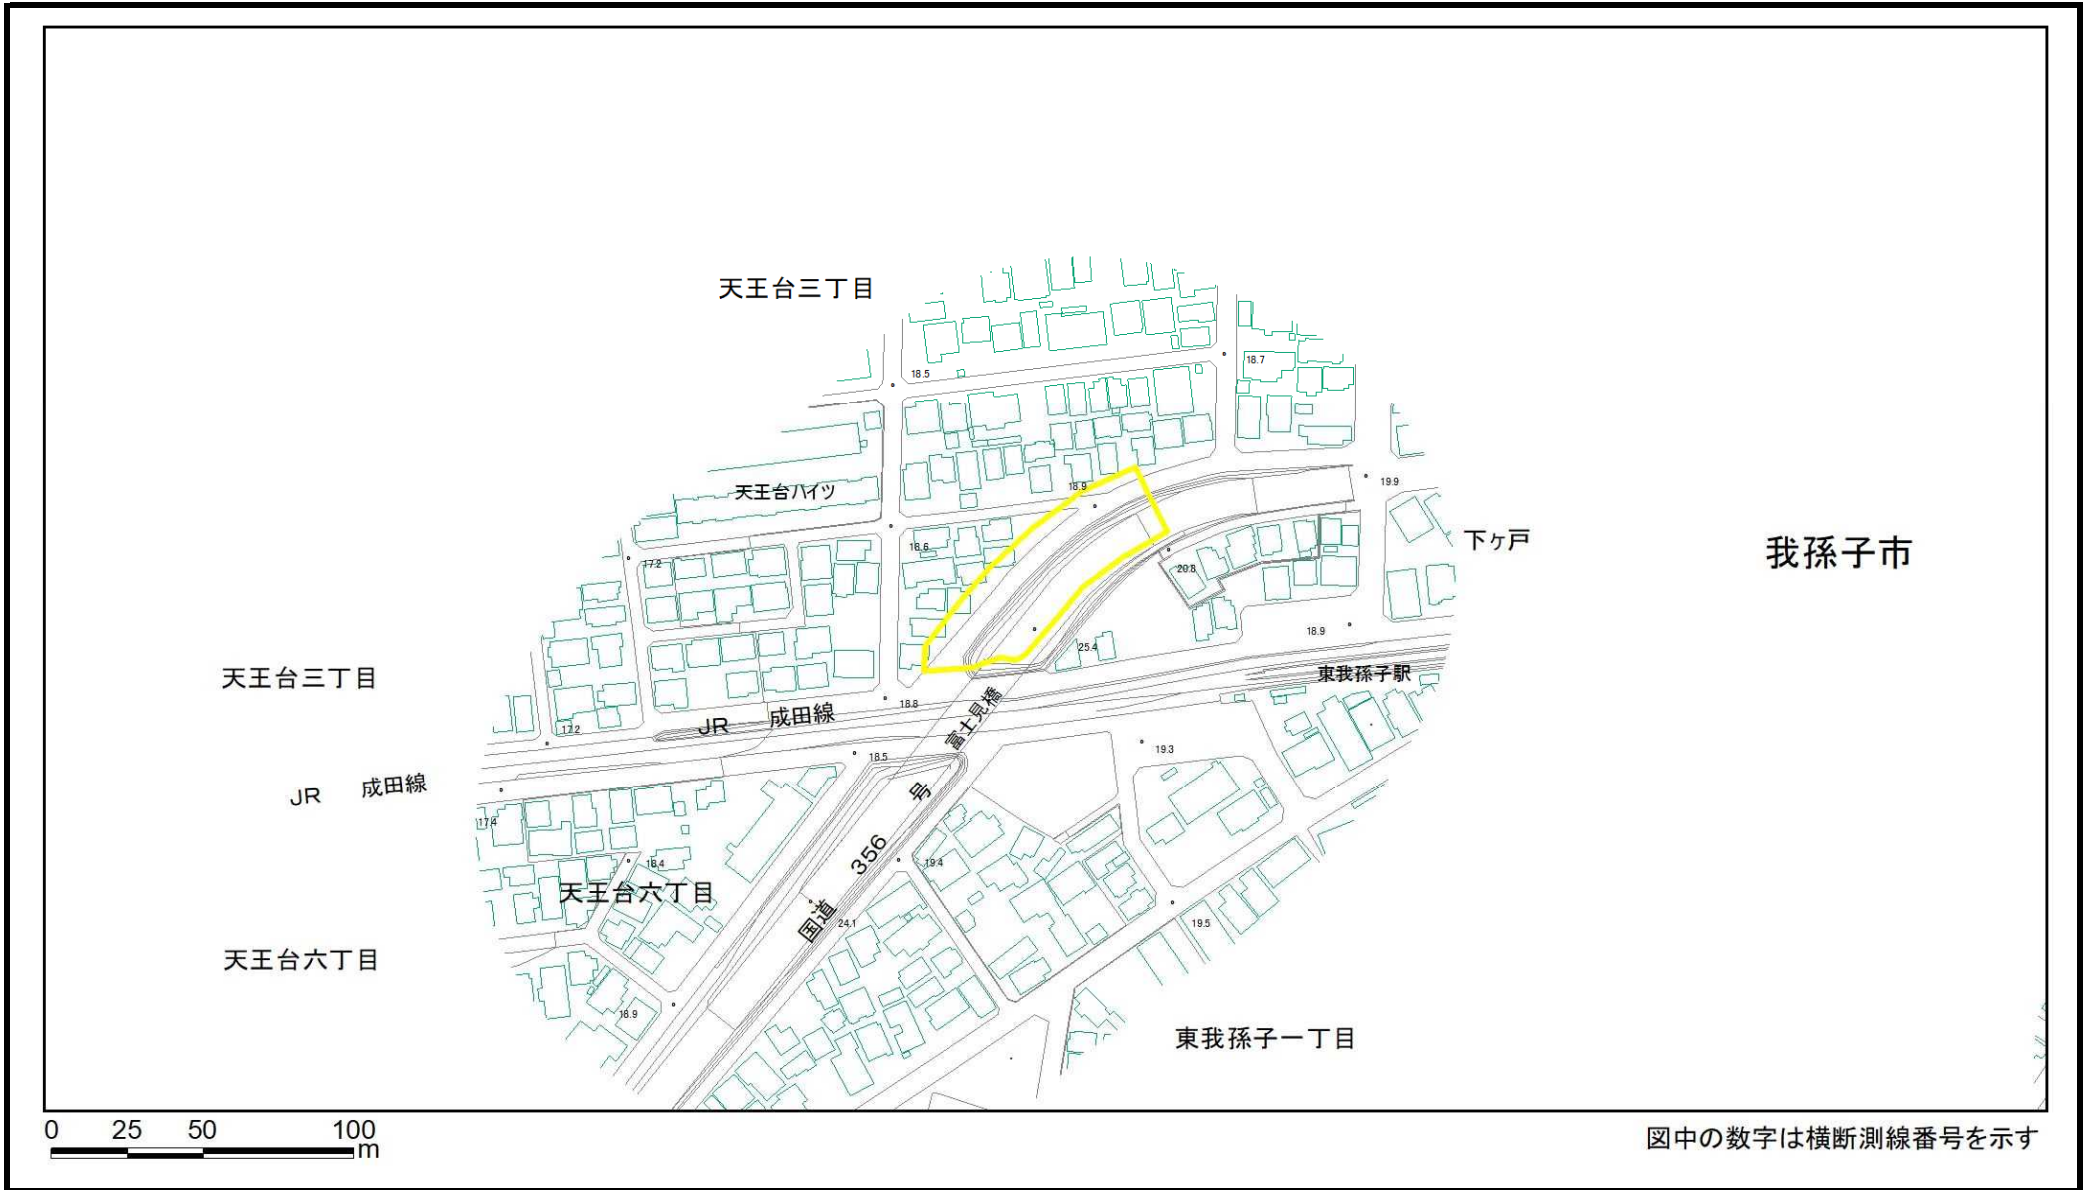 天王台三丁目
18.5
18.7
天王台ハイツ
18.9
19.9
18.6
下ヶ戸
我孫子市
17.2
20.8
18.9
25.4
天王台三丁目
東我孫子駅
18.8
富士見橋
JR 成田線
17.2
18.5
19.3
JR 成田線
国道 356 号
17.4
18.4
19.4
天王台六丁目
24.1
19.5
天王台六丁目
18.9
東我孫子一丁目
0 25 50 100
m
図中の数字は横断測線番号を示す